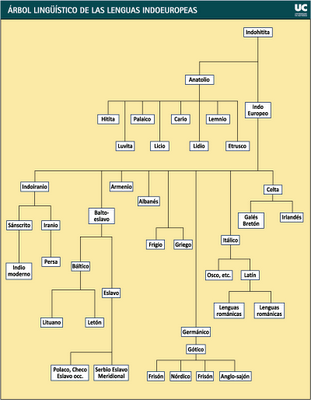 ÁRBOL LINGÜÍSTICO DE LAS LENGUAS INDOEUROPEAS
UC
Indohitita
Anatolio
Hitita
Palaico
Cario
Lemnio
Indo
Europeo
Luvita
Licio
Lidio
Etrusco
Indoiranio
Armenio
Celta
Albanés
Balto-
eslavo
Sánscrito
Iranio
Galés
Bretón
Irlandés
Frigio
Griego
Itálico
Indio
moderno
Persa
Báltico
Osco, etc.
Latín
Eslavo
Lenguas
románicas
Lenguas
románicas
Lituano
Letón
Germánico
Gótico
Polaco, Checo
Eslavo occ.
Serbio Eslavo
Meridional
Frisón
Nórdico
Frisón
Anglo-sajón